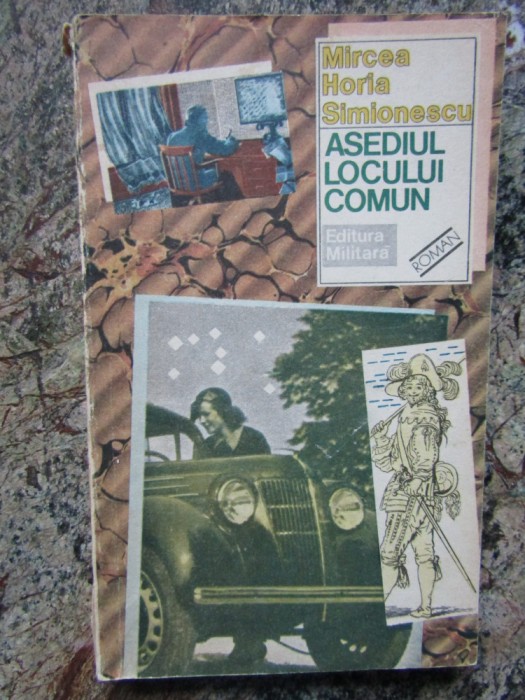 Mircea
Horia
Simionescu
ASEDIUL
LOCULUI
COMUN
Editura
Militară
ROMAN